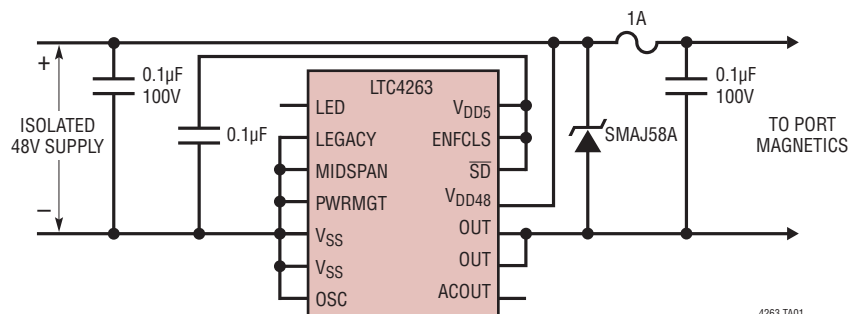 1A
+
0.1µF
100V
ISOLATED
48V SUPPLY
–
0.1µF
LTC4263
LED
LEGACY
MIDSPAN
PWRMGT
VSS
VSS
OSC
VDD5
ENFCLS
SD
VDD48
OUT
OUT
ACOUT
SMAJ58A
0.1µF
100V
TO PORT
MAGNETICS
4263 TA01